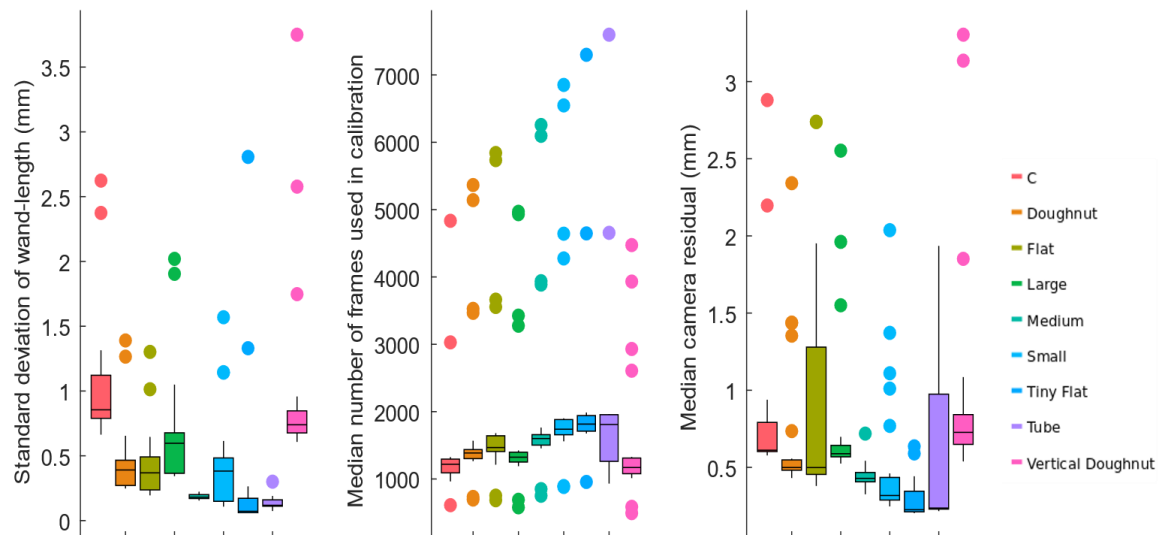 Standard deviation of wand-length (mm)
3.5
3
2.5
2
1.5
1
0.5
0
Median number of frames used in calibration
7000
6000
5000
4000
3000
2000
1000
Median camera residual (mm)
3
2.5
2
1.5
1
0.5
C
Doughnut
Flat
Large
Medium
Small
Tiny Flat
Tube
Vertical Doughnut